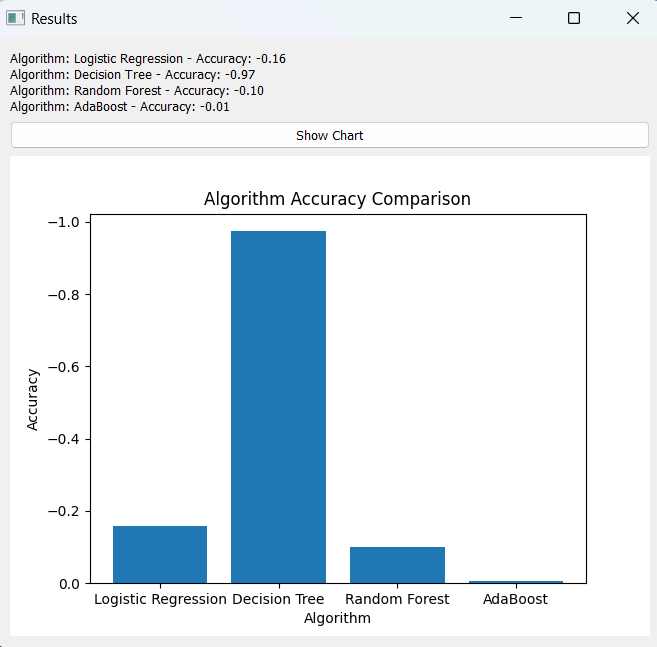 Results
Algorithm: Logistic Regression - Accuracy: -0.16
Algorithm: Decision Tree - Accuracy: -0.97
Algorithm: Random Forest - Accuracy: -0.10
Algorithm: AdaBoost - Accuracy: -0.01
Show Chart
Algorithm Accuracy Comparison
−1.0
−0.8
−0.6
−0.4
−0.2
0.0
Accuracy
Logistic Regression Decision Tree Random Forest AdaBoost
Algorithm